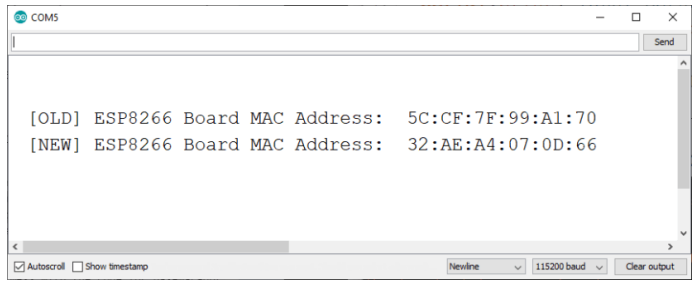 COM5
Send
[OLD] ESP8266 Board MAC Address: 5C:CF:7F:99:A1:70
[NEW] ESP8266 Board MAC Address: 32:AE:A4:07:0D:66
Autoscroll Show timestamp Newline 115200 baud Clear output